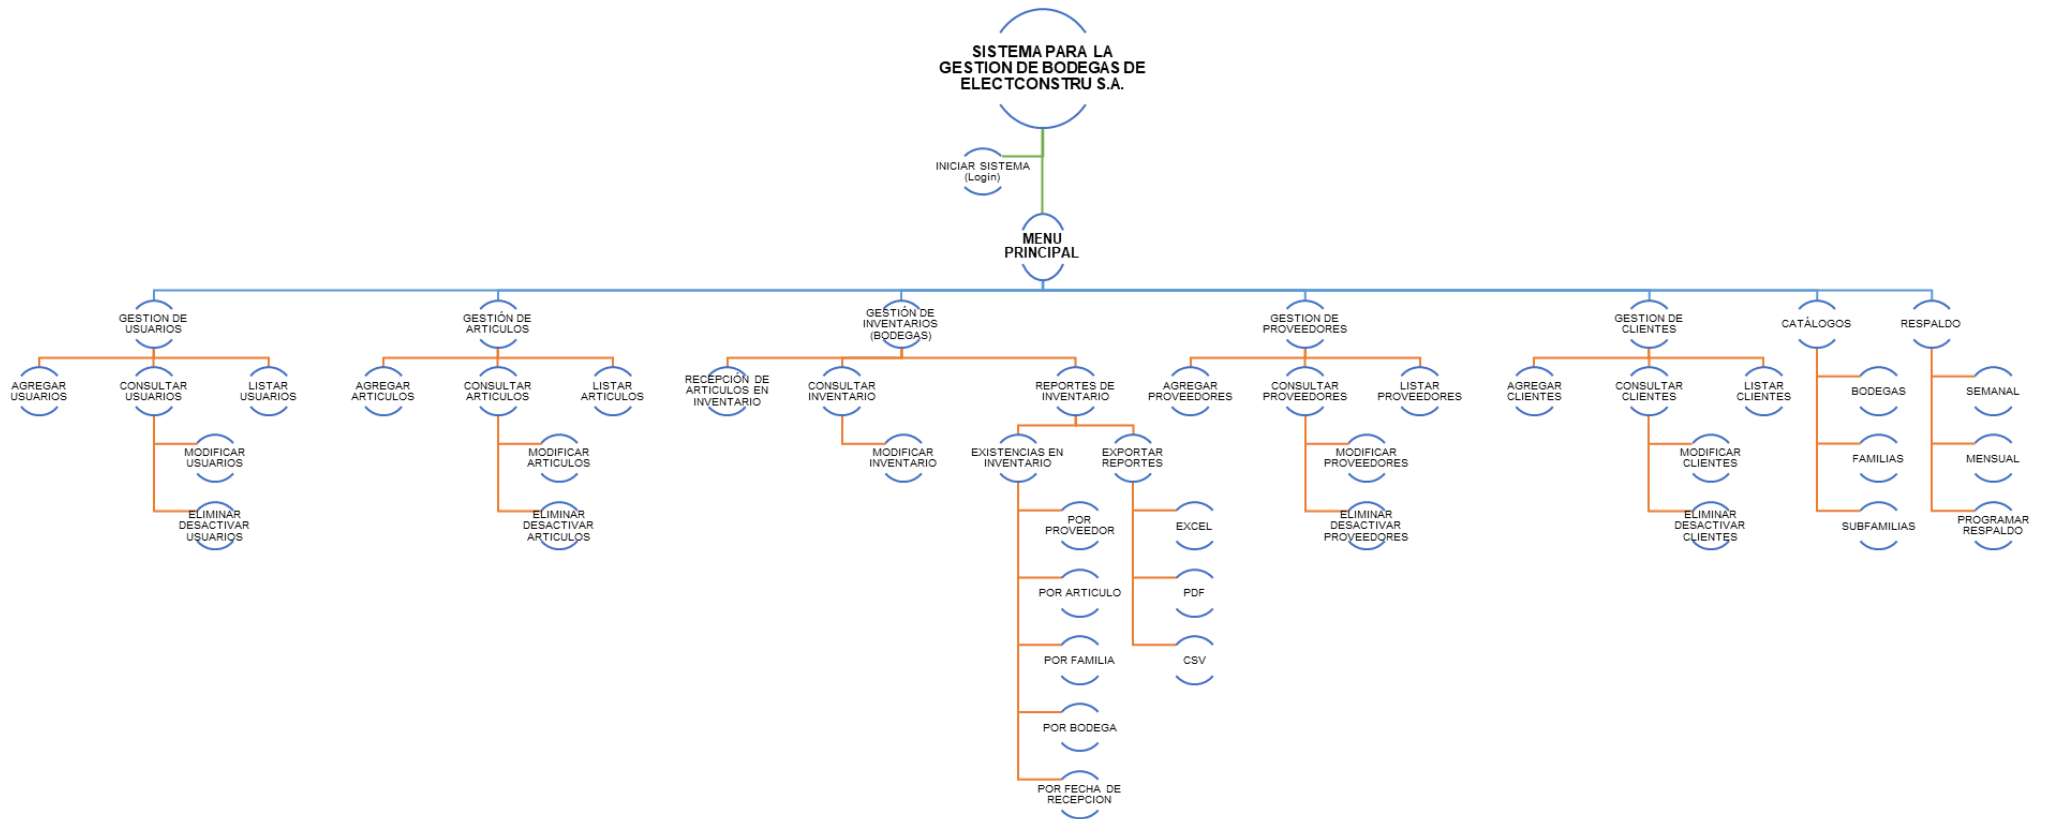 SISTEMA PARA LA
GESTION DE BODEGAS DE
ELECTCONSTRU S.A.
INICIAR SISTEMA
(Login)
MENU
PRINCIPAL
GESTION DE
USUARIOS
GESTIÓN DE
ARTICULOS
GESTIÓN DE
INVENTARIOS
(BODEGAS)
GESTION DE
PROVEEDORES
GESTION DE
CLIENTES
CATÁLOGOS
RESPALDO
AGREGAR
USUARIOS
CONSULTAR
USUARIOS
LISTAR
USUARIOS
AGREGAR
ARTICULOS
CONSULTAR
ARTICULOS
LISTAR
ARTICULOS
RECEPCIÓN DE
ARTICULOS EN
INVENTARIO
CONSULTAR
INVENTARIO
REPORTES DE
INVENTARIO
AGREGAR
PROVEEDORES
CONSULTAR
PROVEEDORES
LISTAR
PROVEEDORES
AGREGAR
CLIENTES
CONSULTAR
CLIENTES
LISTAR
CLIENTES
BODEGAS
SEMANAL
MODIFICAR
USUARIOS
MODIFICAR
ARTICULOS
MODIFICAR
INVENTARIO
EXISTENCIAS EN
INVENTARIO
EXPORTAR
REPORTES
MODIFICAR
PROVEEDORES
MODIFICAR
CLIENTES
FAMILIAS
MENSUAL
ELIMINAR
DESACTIVAR
USUARIOS
ELIMINAR
DESACTIVAR
ARTICULOS
POR
PROVEEDOR
EXCEL
ELIMINAR
DESACTIVAR
PROVEEDORES
ELIMINAR
DESACTIVAR
CLIENTES
SUBFAMILIAS
PROGRAMAR
RESPALDO
POR ARTICULO
PDF
POR FAMILIA
CSV
POR BODEGA
POR FECHA DE
RECEPCION